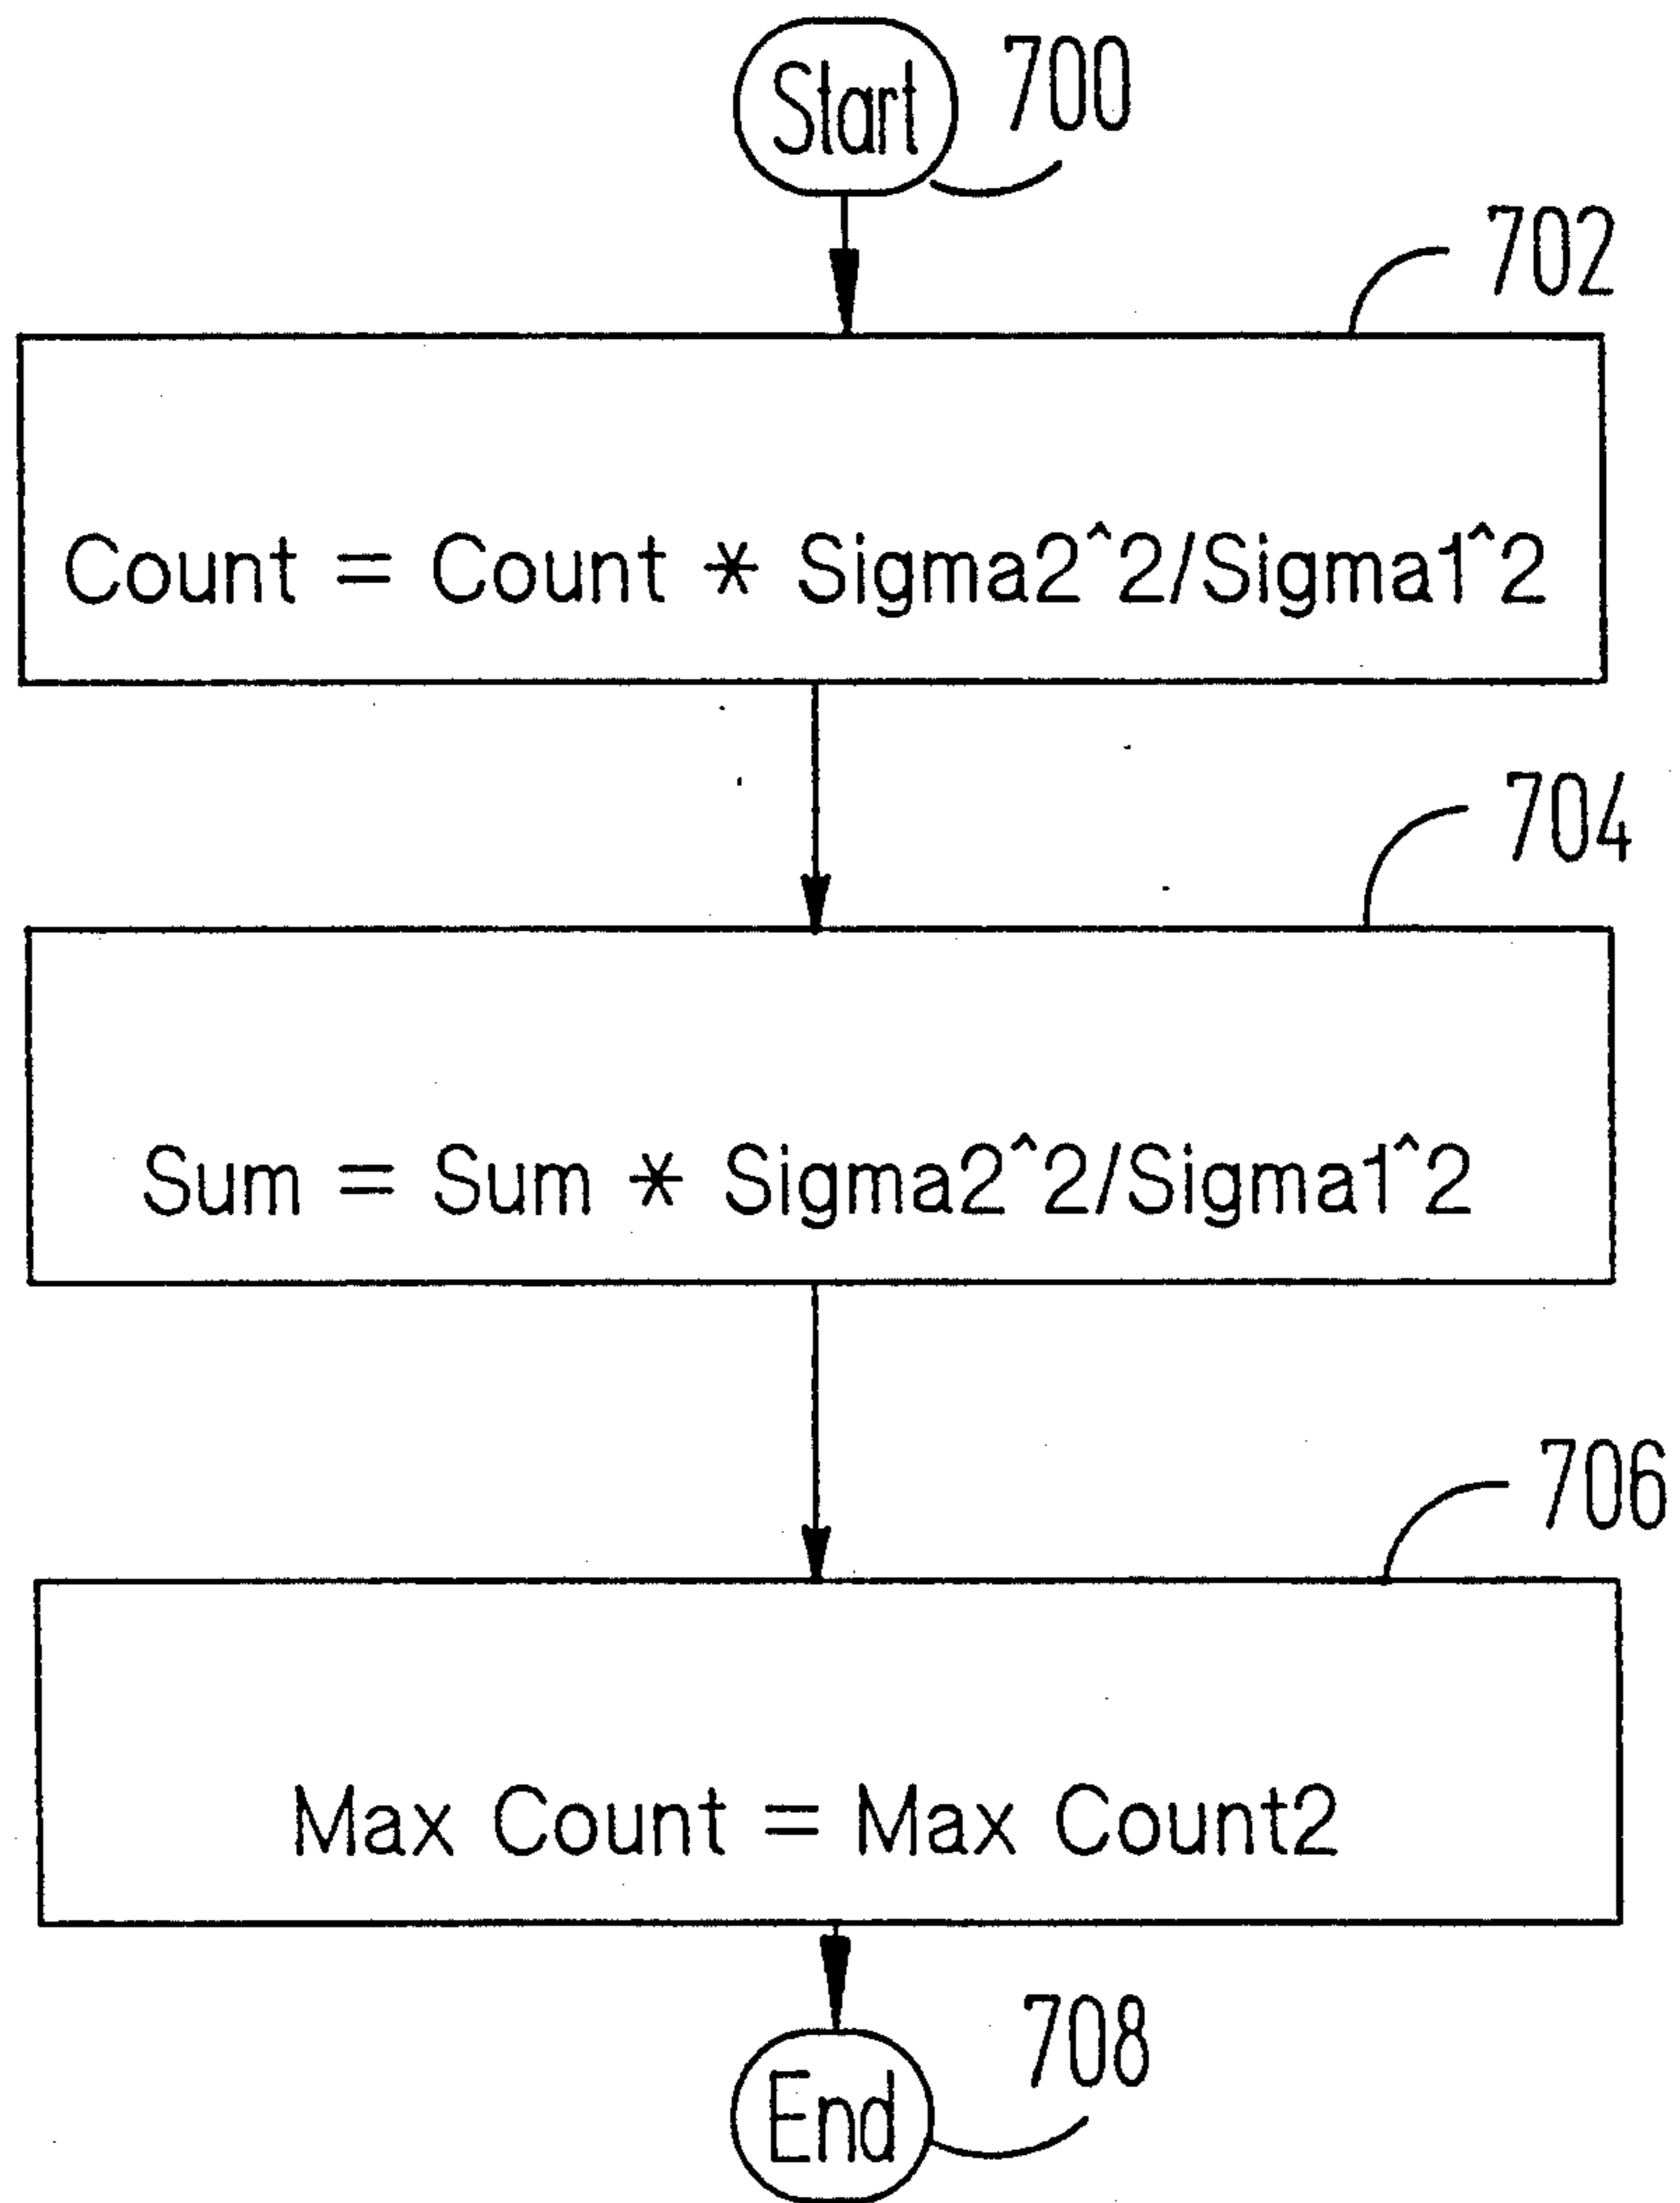 Start
700
702
Count = Count * Sigma2^2/Sigma1^2
704
Sum = Sum * Sigma2^2/Sigma1^2
706
Max Count = Max Count2
708
End